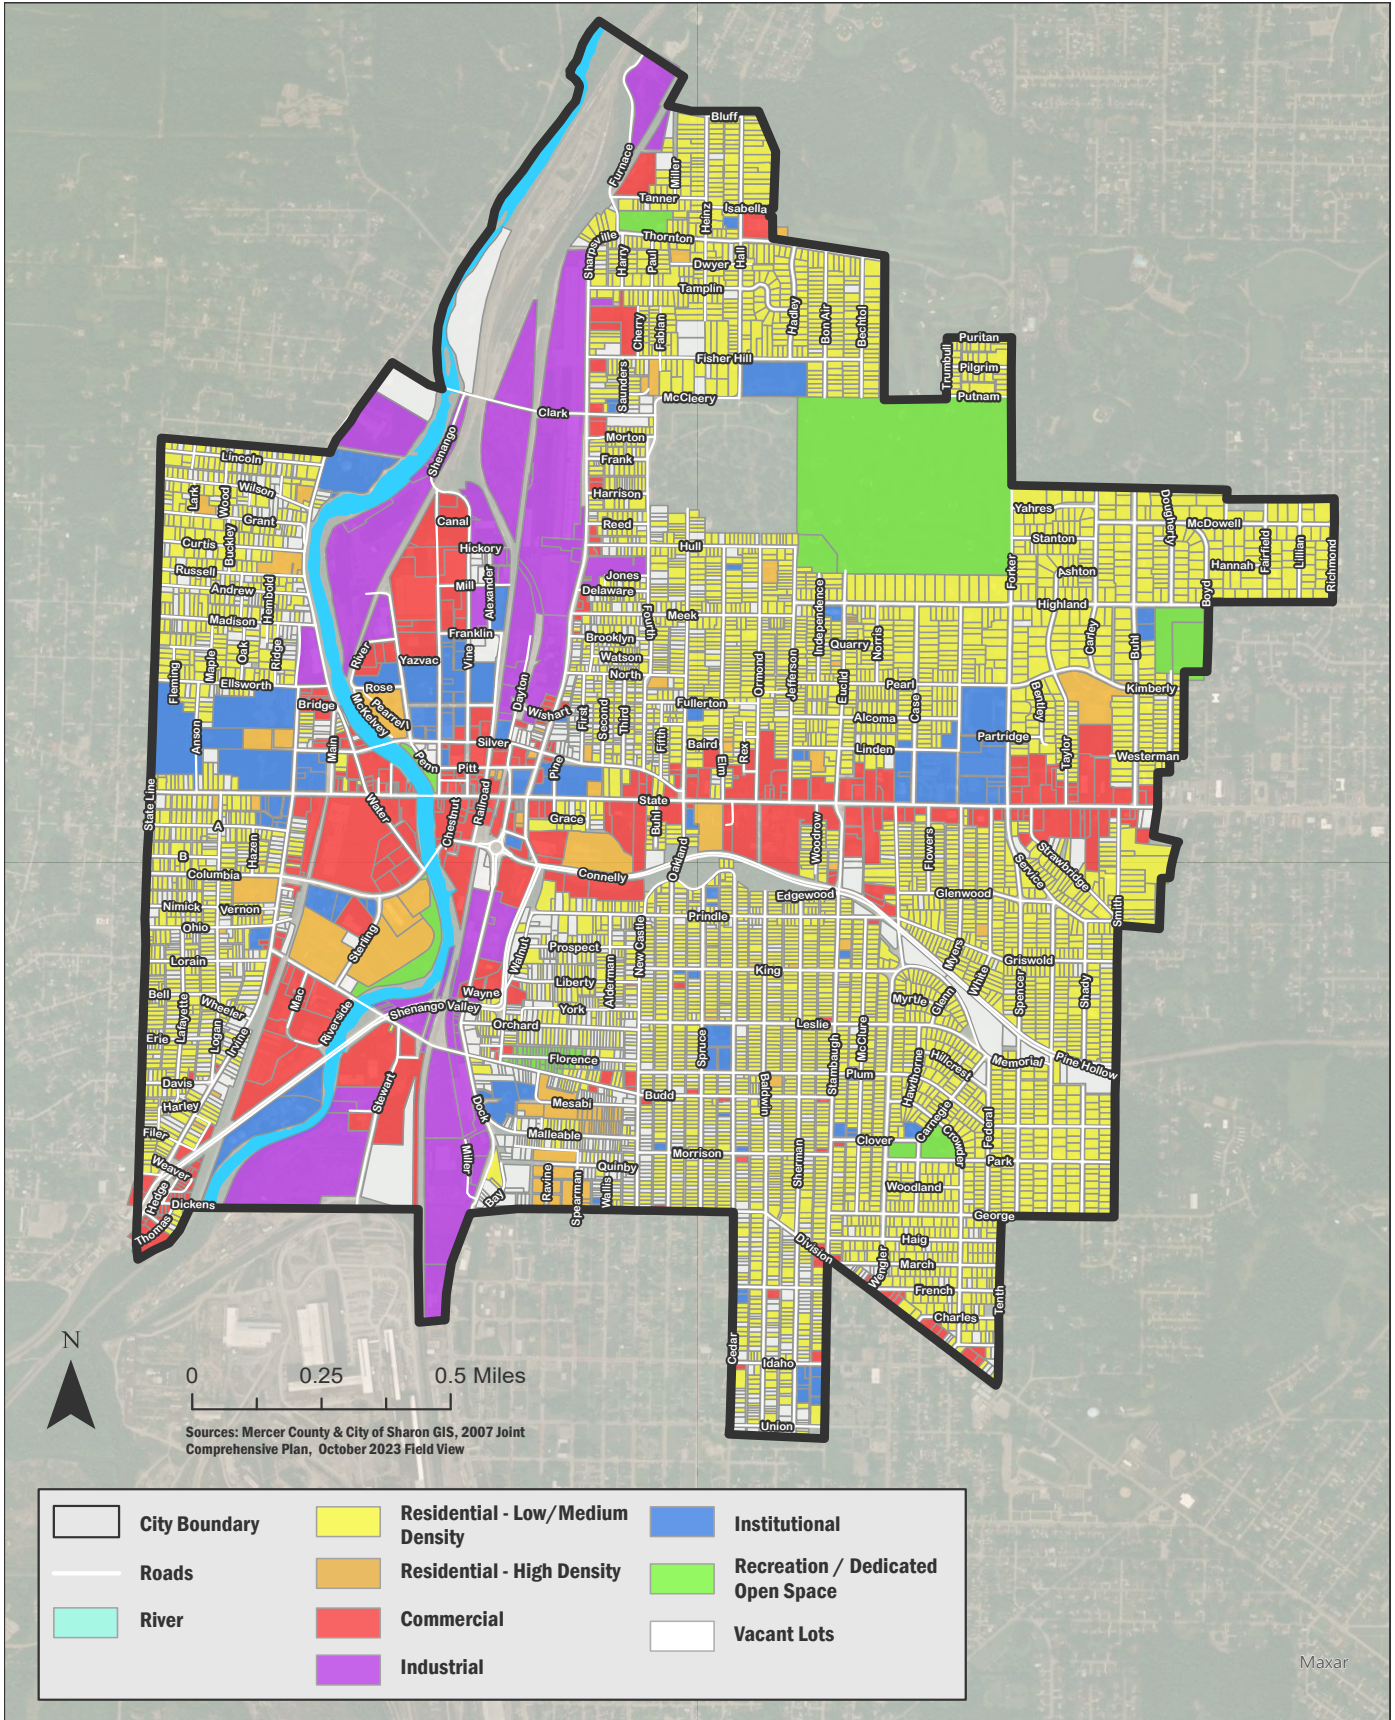 Bluff
Furnace
Miller
Tanner
Heinz
Isabella
Sharpsville
Harry
Paul
Thornton
Hall
Dwyer
Tamplin
Hadley
Bon Air
Bechtol
Cherry
Fabian
Puritan
Trumbull
Pilgrim
Putnam
Fisher Hill
Saunders
McCleery
Clark
Shenango
Morton
Frank
Harrison
Reed
Hull
Lincoln
Lark
Wood
Wilson
Grant
Buckley
Curtis
Russell
Andrew
Hembold
Madison
Maple
Oak
Ridge
Fleming
Ellsworth
Canal
Hickory
Mill
Alexander
Franklin
Vine
River
Yazvac
Rose
Pearrell
McKelvey
Bridge
Main
Anson
Penn
Silver
Pitt
Dayton
Wishart
Pine
Jones
Delaware
Fourth
Meek
Brooklyn
Watson
North
First
Second
Third
Fifth
Fullerton
Baird
Elm
Rex
Ormond
Jefferson
Independence
Quarry
Norris
Euclid
Pearl
Case
Alcoma
Linden
Partridge
Yahres
Dougherty
McDowell
Stanton
Ashton
Hannah
Fairfield
Lillian
Richmond
Forker
Highland
Boyd
Carley
Buhl
Kimberly
Bentley
Taylor
Westerman
State Line
Water
Chestnut
Railroad
State
Grace
Buhl
Oakland
Woodrow
Flowers
Service
Strawbridge
Smith
A
B
Hazen
Columbia
Nimick
Vernon
Ohio
Lorain
Sterling
Connelly
Edgewood
Glenwood
Prindle
New Castle
Walnut
Prospect
Alderman
King
Liberty
York
Myers
White
Griswold
Spencer
Shady
Bell
Lafayette
Wheeler
Logan
Irvine
Erie
Davis
Harley
Filer
Weaver
Hedge
Dickens
Thomas
Mac
Riverside
Wayne
Shenango Valley
Orchard
Florence
Stewart
Dock
Mesabi
Malleable
Miller
Bay
Quinby
Ravine
Spearman
Wallis
Spruce
Budd
Baldwin
Morrison
Sherman
Leslie
Stambaugh
McClure
Plum
Myrtle
Glenn
Hawthorne
Hillcrest
Memorial
Pine Hollow
Carnegie
Crowder
Federal
Clover
Park
Woodland
George
Division
Haig
Wengler
March
French
Tenth
Charles
Cedar
Idaho
Union
N
0 0.25 0.5 Miles
Sources: Mercer County & City of Sharon GIS, 2007 Joint
Comprehensive Plan, October 2023 Field View
City Boundary
Roads
River
Residential - Low/Medium
Density
Residential - High Density
Commercial
Industrial
Institutional
Recreation / Dedicated
Open Space
Vacant Lots
Maxar